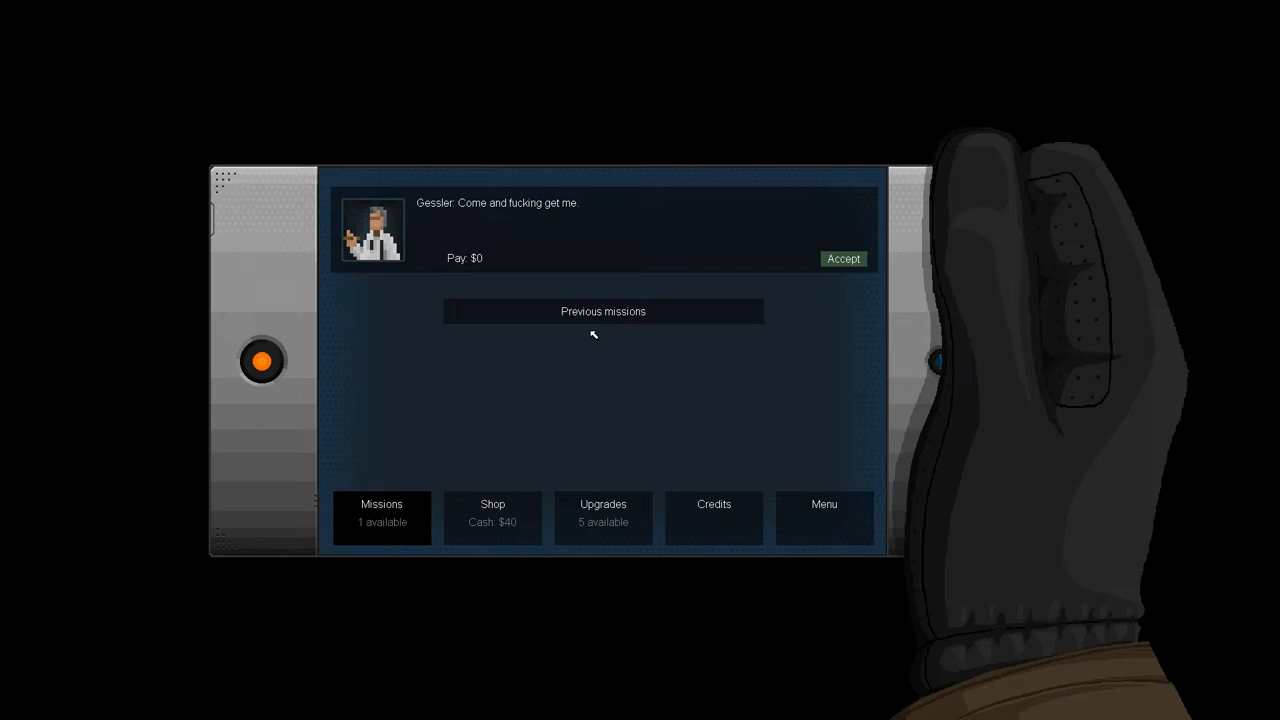 Gessler: Come and fucking get me.
Pay: $0
Accept
Previous missions
Missions
1 available
Shop
Cash: $40
Upgrades
5 available
Credits
Menu